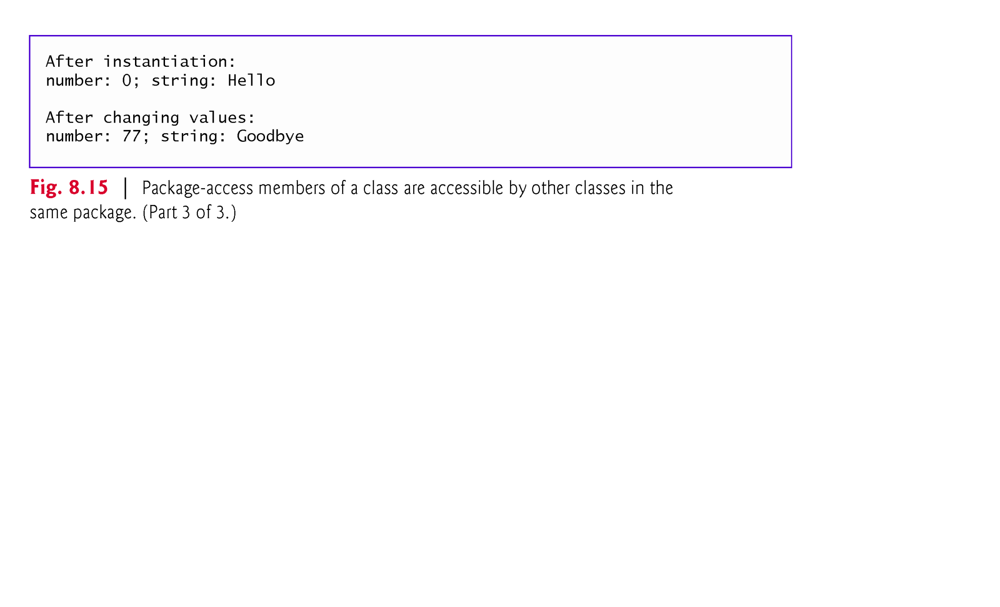 After instantiation:
number: 0; string: Hello
After changing values:
number: 77; string: Goodbye
Fig. 8.15 | Package-access members of a class are accessible by other classes in the
same package. (Part 3 of 3.)